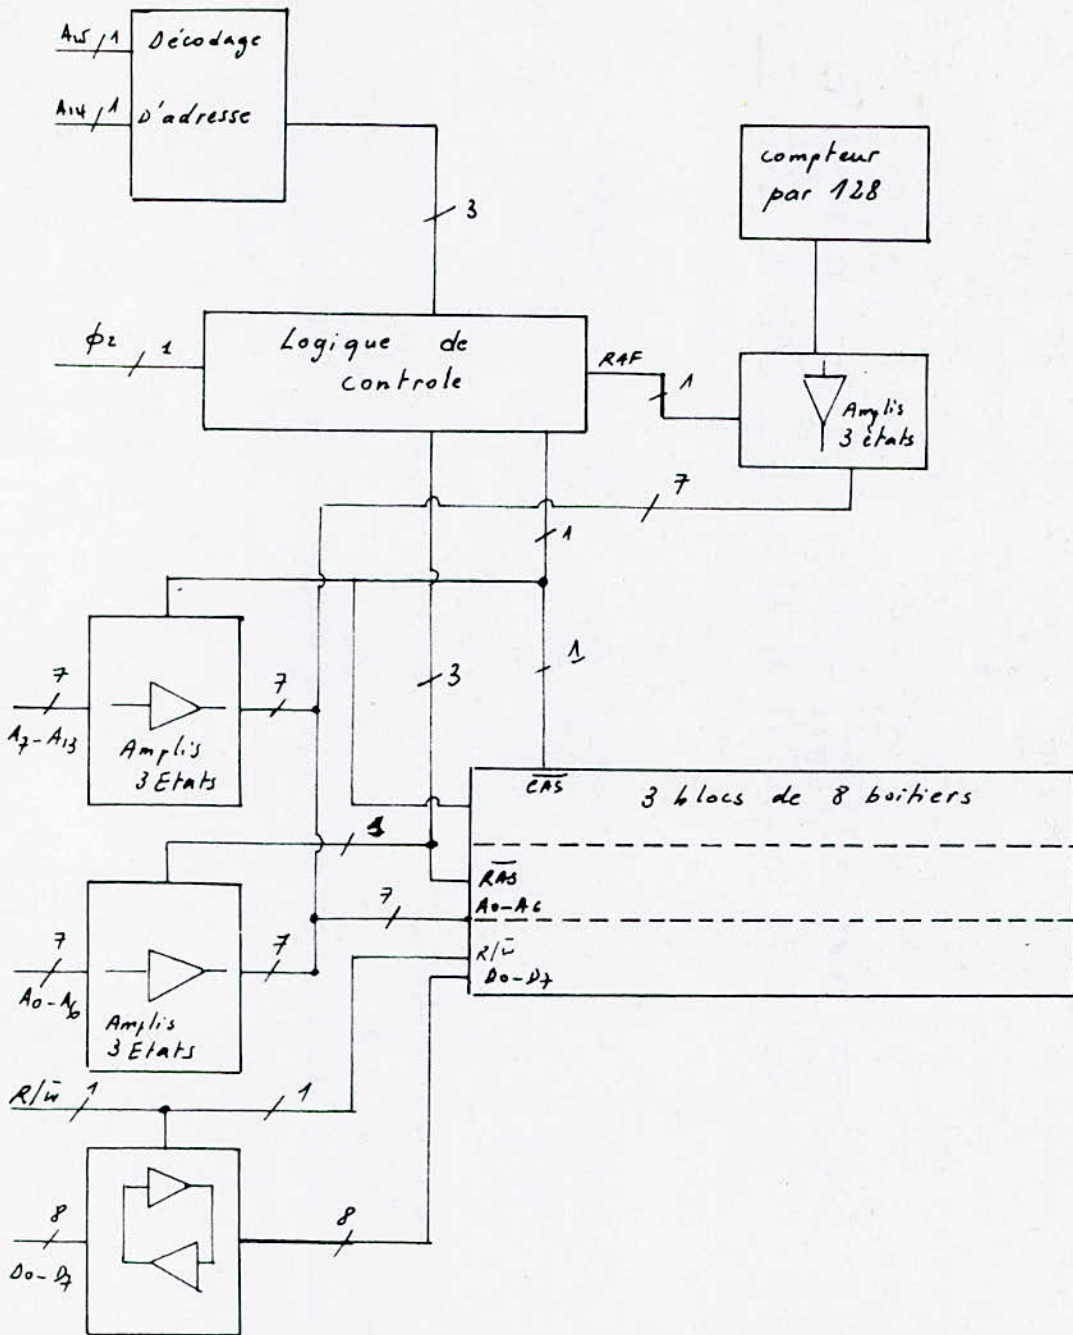 A15 1 Décodage
A14 1 D'adresse
compteur
par 128
3
φ2 1 Logique de
controle
RAF
1
Amplis
3 états
7
1
7 7 3 1
A7-A13 Amplis
3 Etats
CAS 3 blocs de 8 boitiers
1
RAS
7 A0-A6
7 7 R/W̄
D0-D7
A0-A6 Amplis
3 Etats
R/W̄ 1 1
8 8
D0-D7